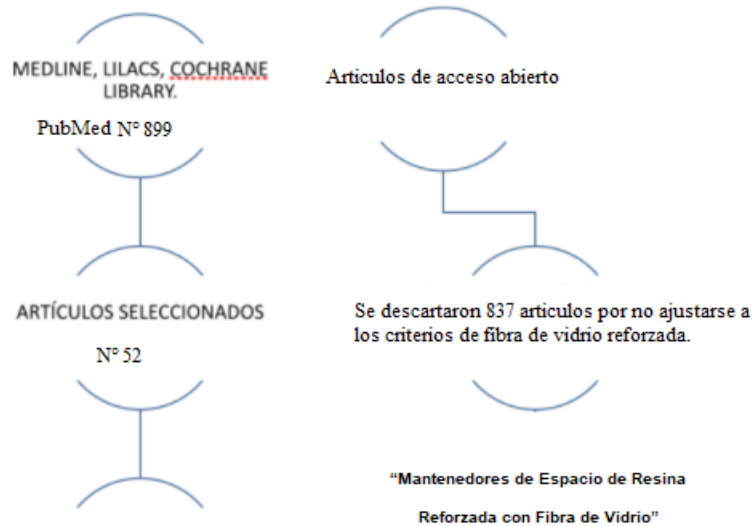 MEDLINE, LILACS, COCHRANE
LIBRARY.
PubMed N° 899
Articulos de acceso abierto
ARTÍCULOS SELECCIONADOS
N° 52
Se descartaron 837 articulos por no ajustarse a
los criterios de fibra de vidrio reforzada.
“Mantenedores de Espacio de Resina
Reforzada con Fibra de Vidrio”